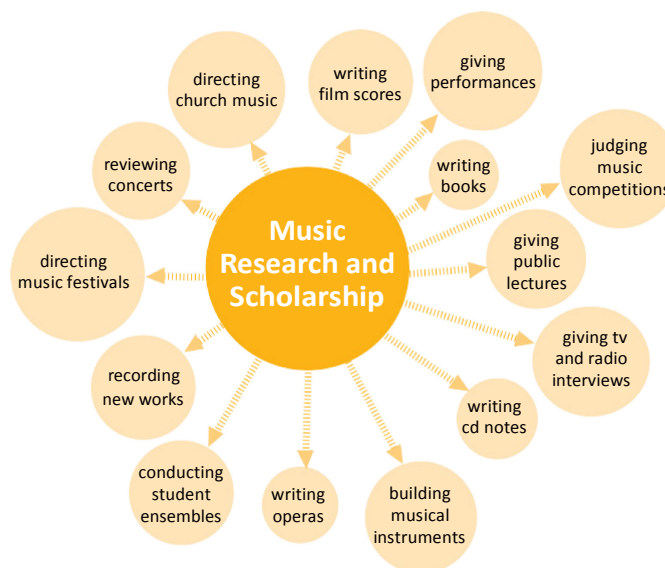 Music
Research and
Scholarship
writing
film scores
giving
performances
writing
books
judging
music
competitions
giving
public
lectures
giving tv
and radio
interviews
writing
cd notes
building
musical
instruments
writing
operas
conducting
student
ensembles
recording
new works
directing
music festivals
reviewing
concerts
directing
church music